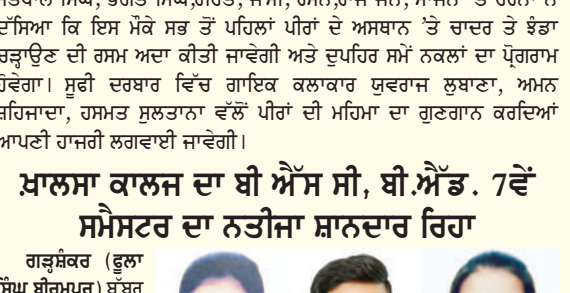 ਦੱਸਿਆ ਕਿ ਇਸ ਮੌਕੇ ਸਭ ਤੋਂ ਪਹਿਲਾਂ ਪੀਰਾਂ ਦੇ ਅਸਥਾਨ ’ਤੇ ਚਾਦਰ ਤੇ ਝੰਡਾ
ਚੜ੍ਹਾਉਣ ਦੀ ਰਸਮ ਅਦਾ ਕੀਤੀ ਜਾਵੇਗੀ ਅਤੇ ਦੁਪਹਿਰ ਸਮੇਂ ਨਕਲਾਂ ਦਾ ਪ੍ਰੋਗਰਾਮ
ਹੋਵੇਗਾ। ਸੂਫੀ ਦਰਬਾਰ ਵਿੱਚ ਗਾਇਕ ਕਲਾਕਾਰ ਯੁਵਰਾਜ ਲੁਬਾਣਾ, ਅਮਨ
ਸ਼ਹਿਜਾਦਾ, ਹਸਮਤ ਸੁਲਤਾਨਾ ਵੱਲੋਂ ਪੀਰਾਂ ਦੀ ਮਹਿਮਾ ਦਾ ਗੁਣਗਾਨ ਕਰਦਿਆਂ
ਆਪਣੀ ਹਾਜਰੀ ਲਗਵਾਈ ਜਾਵੇਗੀ।
ਖ਼ਾਲਸਾ ਕਾਲਜ ਦਾ ਬੀ ਐੱਸ ਸੀ, ਬੀ.ਐੱਡ. 7ਵੇਂ
ਸਮੈਸਟਰ ਦਾ ਨਤੀਜਾ ਸ਼ਾਨਦਾਰ ਰਿਹਾ
ਗੜ੍ਹਸ਼ੰਕਰ (ਫੂਲਾ
ਸਿੰਘ ਬੀਰਮਪੁਰ) ਬੱਬਰ